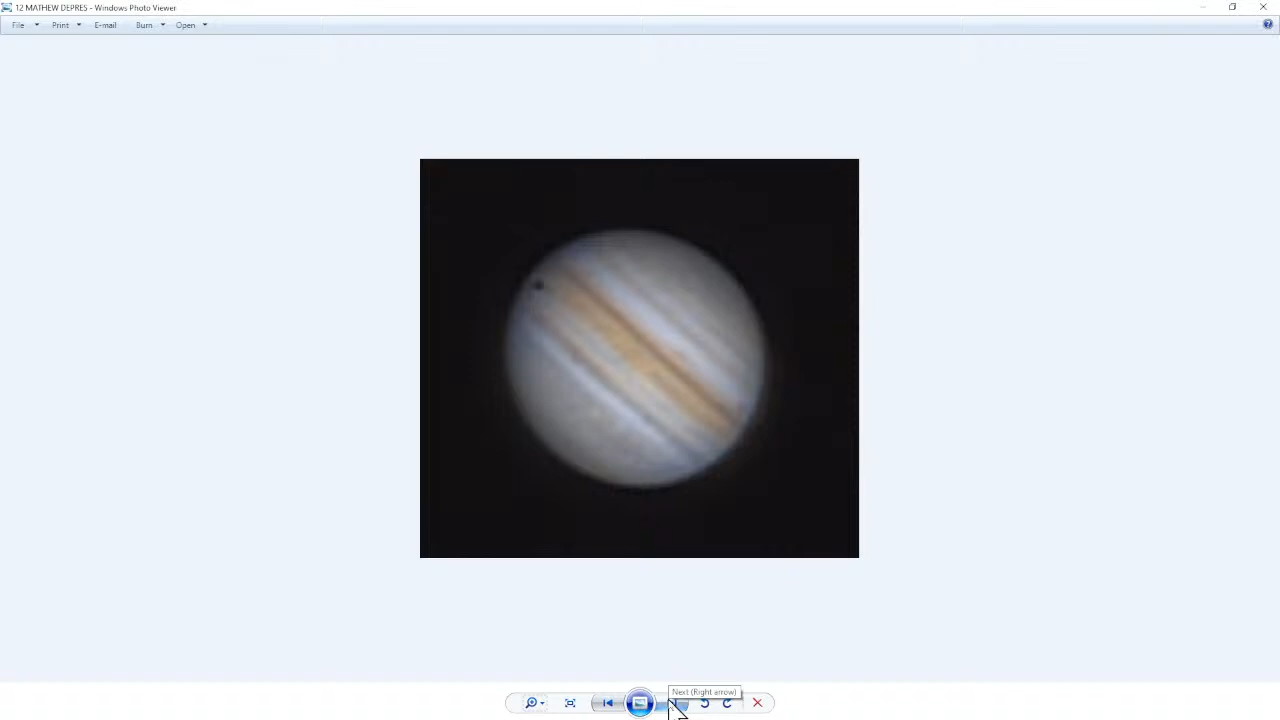 12 MATHEW DEPRES - Windows Photo Viewer
File Print E-mail Burn Open
Next (Right arrow)